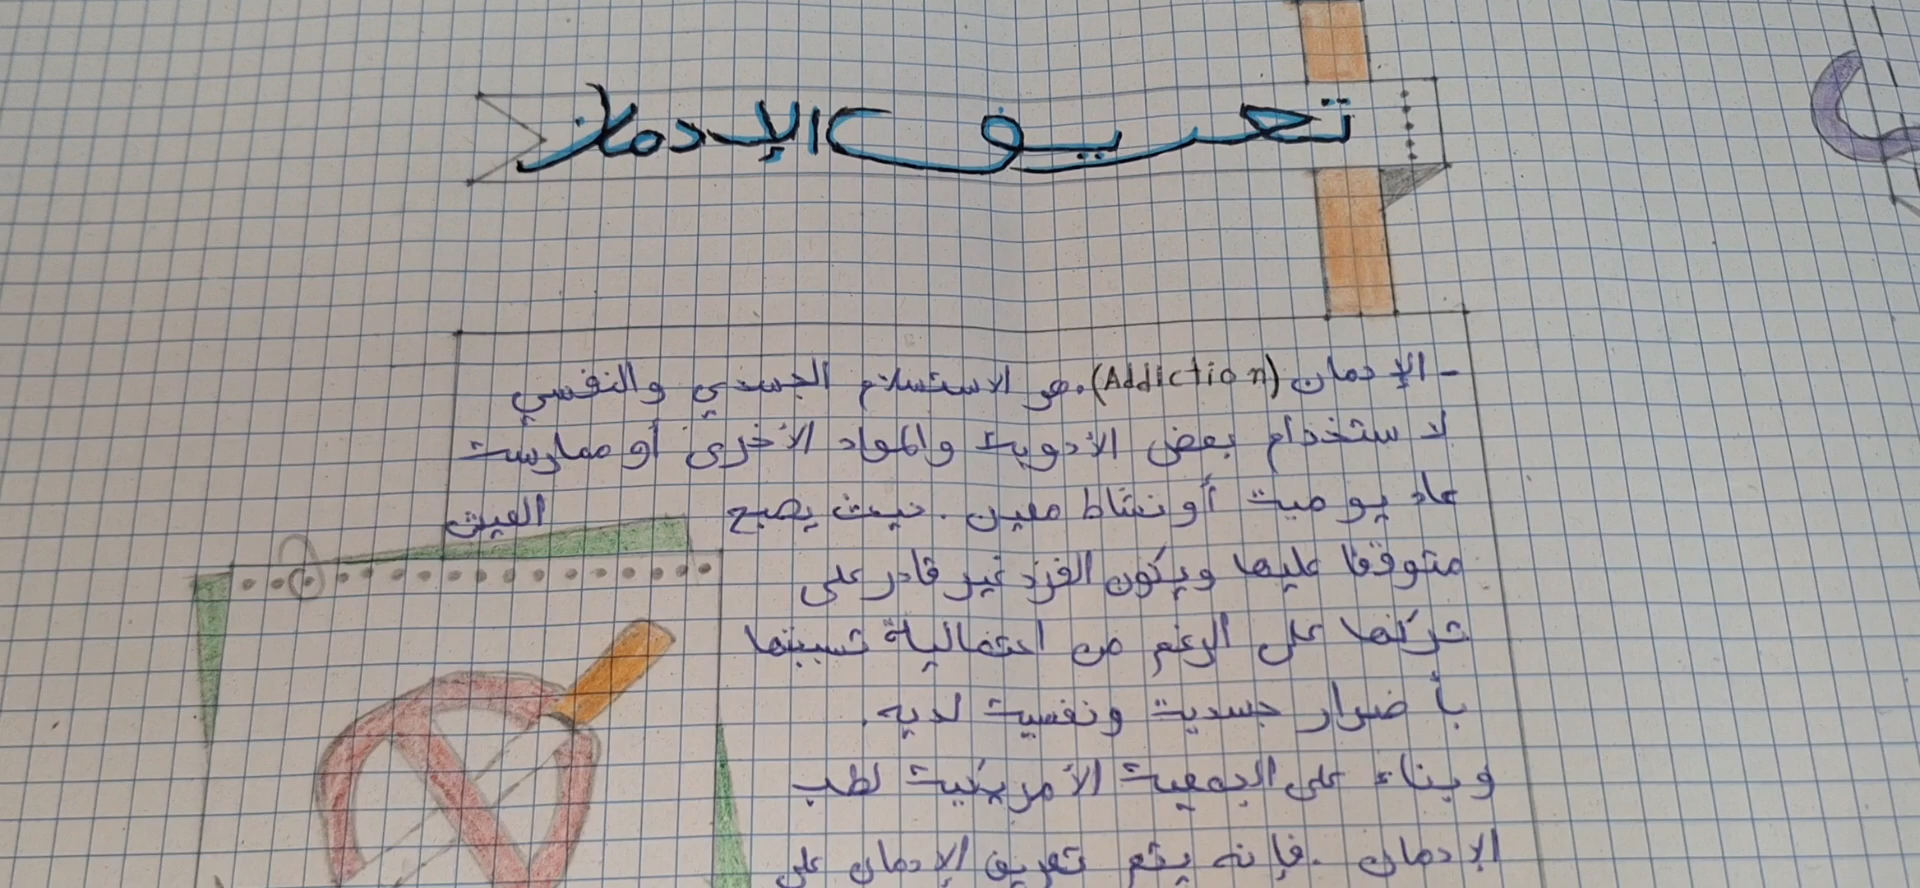 تعريف الإدمان
- الإدمان (Addiction). هو الاستسلام الجسدي والنفسي
لاستخدام بعض الأدوية والمواد الأخرى أو ممارسة
عاد يومية أو نشاط معين. حيث يصبح العيش
متوقفا عليها ويكون الفرد غير قادر على
تركها على الرغم من احتمالية تسببها
بأضرار جسدية ونفسية لديه.
وبناء على الجمعية الأمريكية لطب
الإدمان. فإنه يتم تعريف الإدمان على